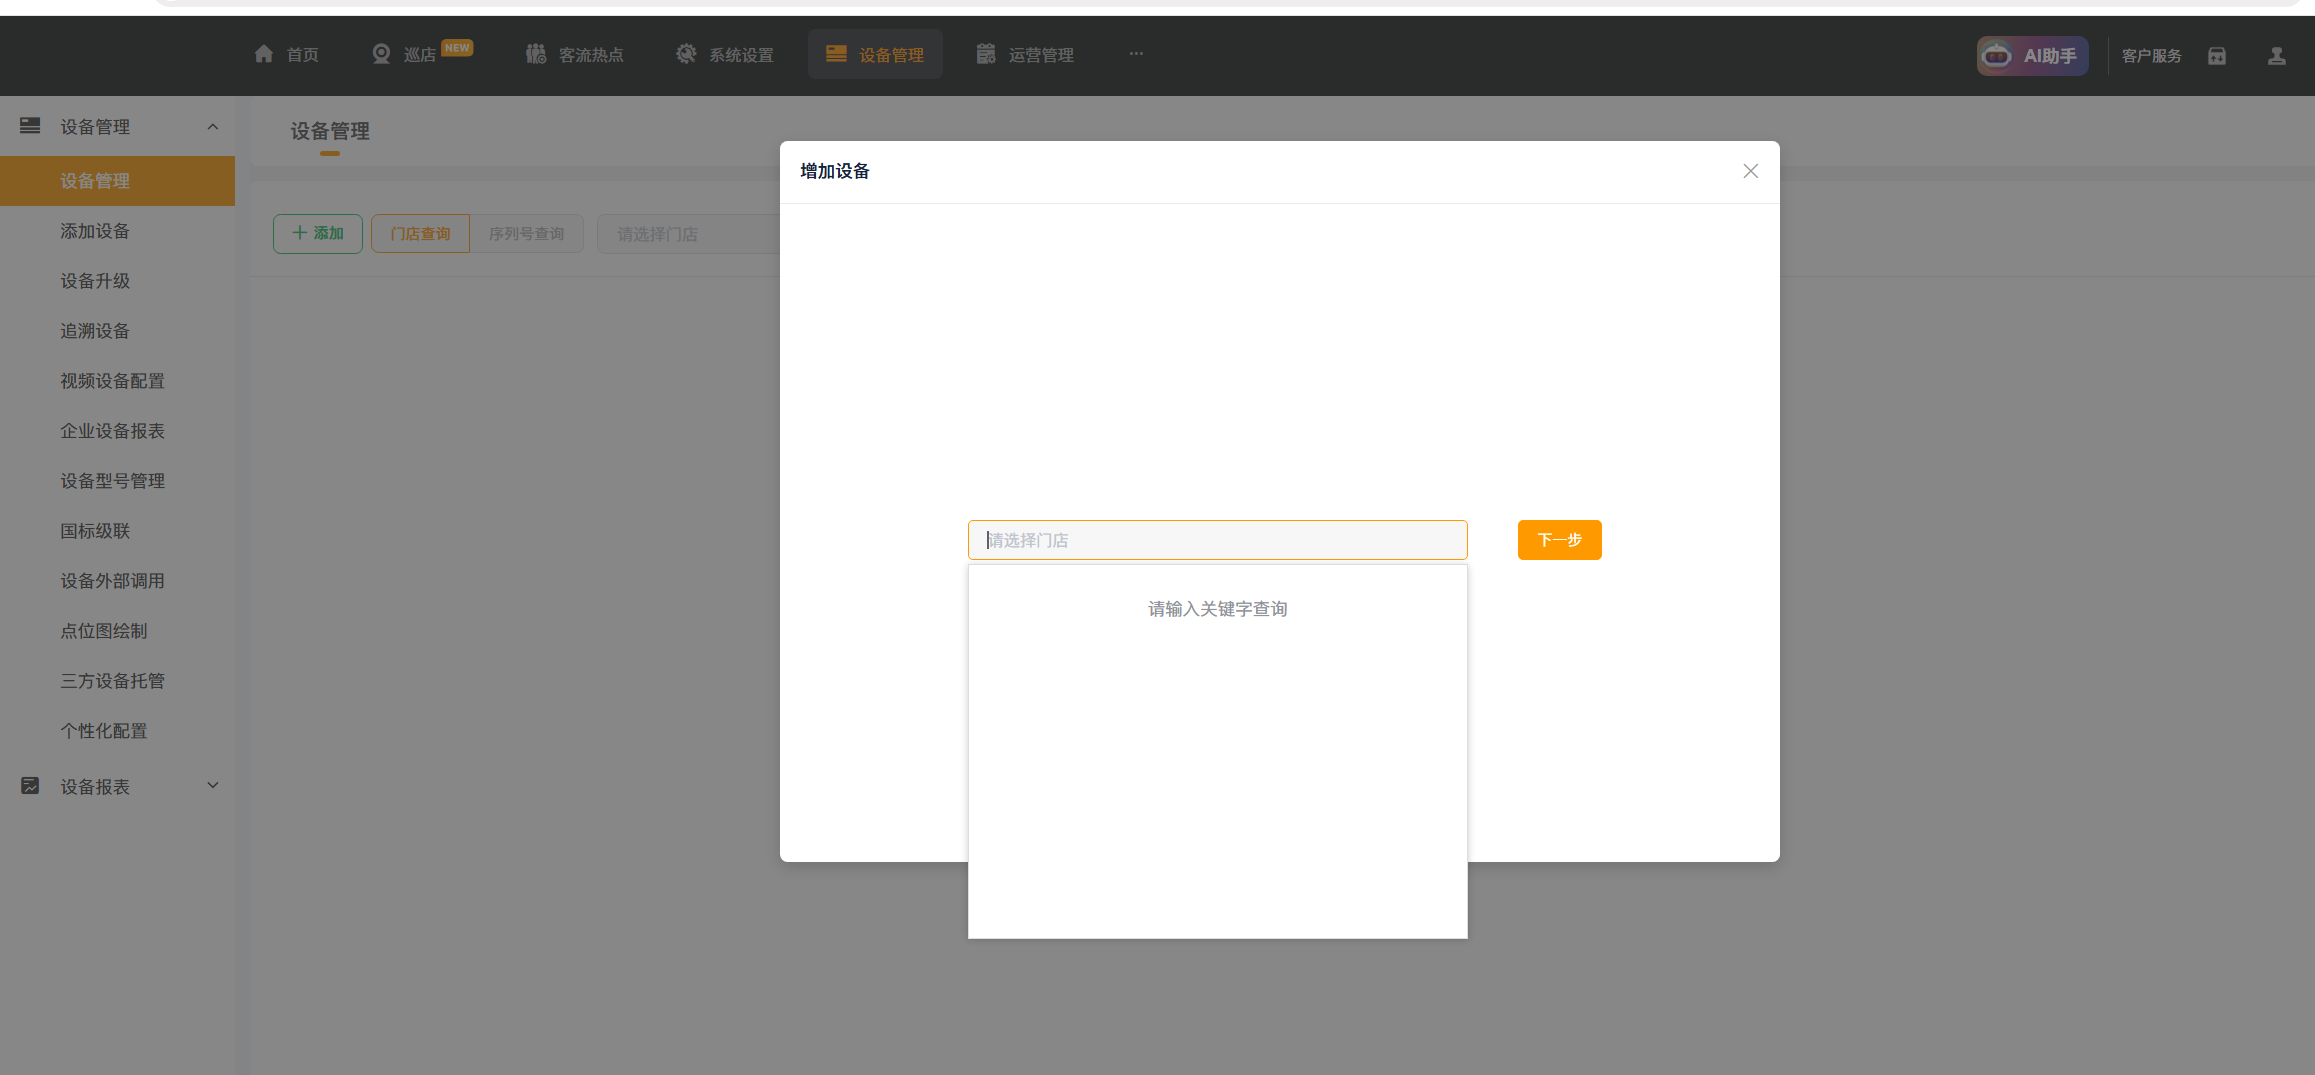 首页
巡店 NEW
客流热点
系统设置
设备管理
运营管理
···
AI助手
客户服务
设备管理
设备管理
添加设备
设备升级
追溯设备
视频设备配置
企业设备报表
设备型号管理
国标级联
设备外部调用
点位图绘制
三方设备托管
个性化配置
设备报表
设备管理
添加
门店查询
序列号查询
请选择门店
增加设备
请选择门店
下一步
请输入关键字查询